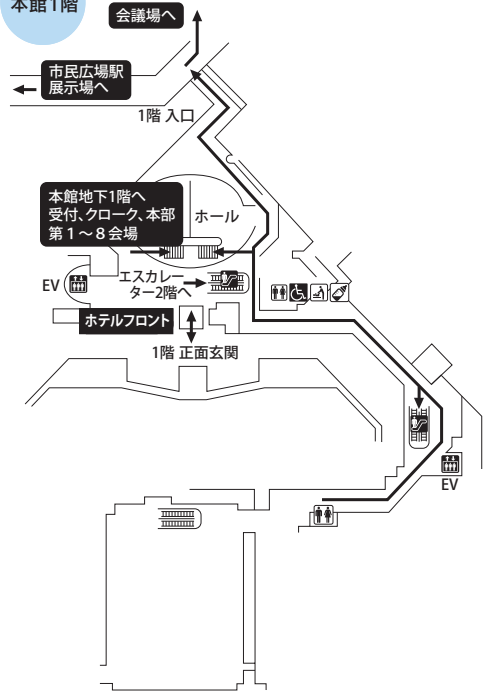 本館1階
会議場へ
市民広場駅
展示場へ
1階 入口
本館地下1階へ
受付、クローク、本部
第1～8会場
ホール
EV
エスカレー
ター2階へ
ホテルフロント
1階 正面玄関
EV